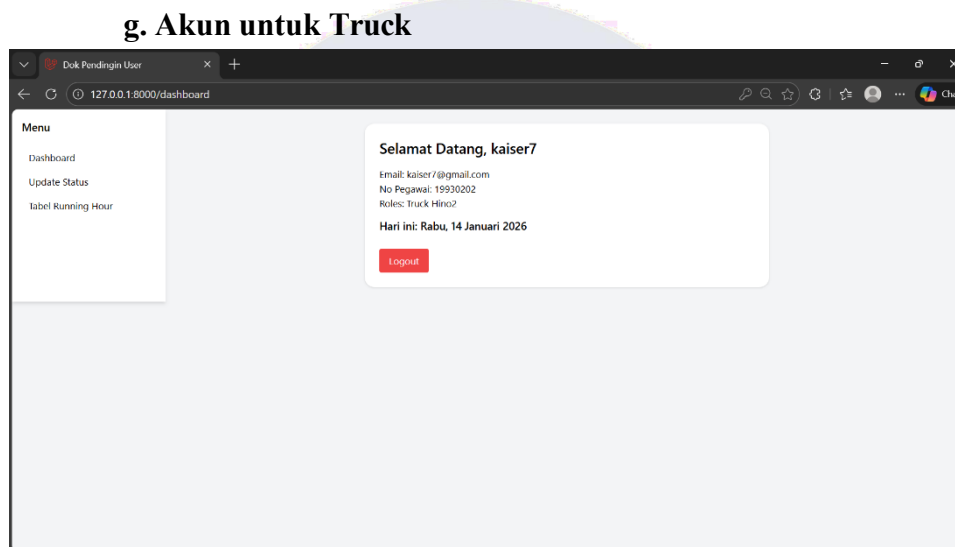 g. Akun untuk Truck
Dok Pendingin User
127.0.0.1:8000/dashboard
Menu
Dashboard
Update Status
Tabel Running Hour
Selamat Datang, kaiser7
Email: kaiser7@gmail.com
No Pegawai: 19930202
Roles: Truck Hino2
Hari ini: Rabu, 14 Januari 2026
Logout